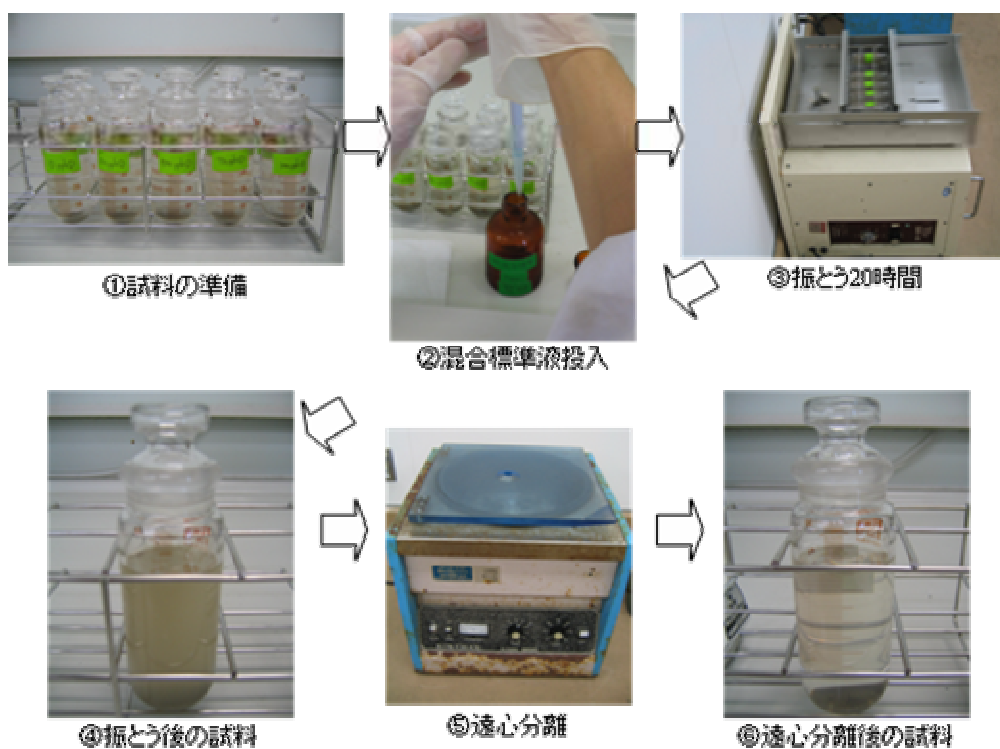 ①試料の準備
②混合標準液投入
③振とう20時間
④振とう後の試料
⑤遠心分離
⑥遠心分離後の試料